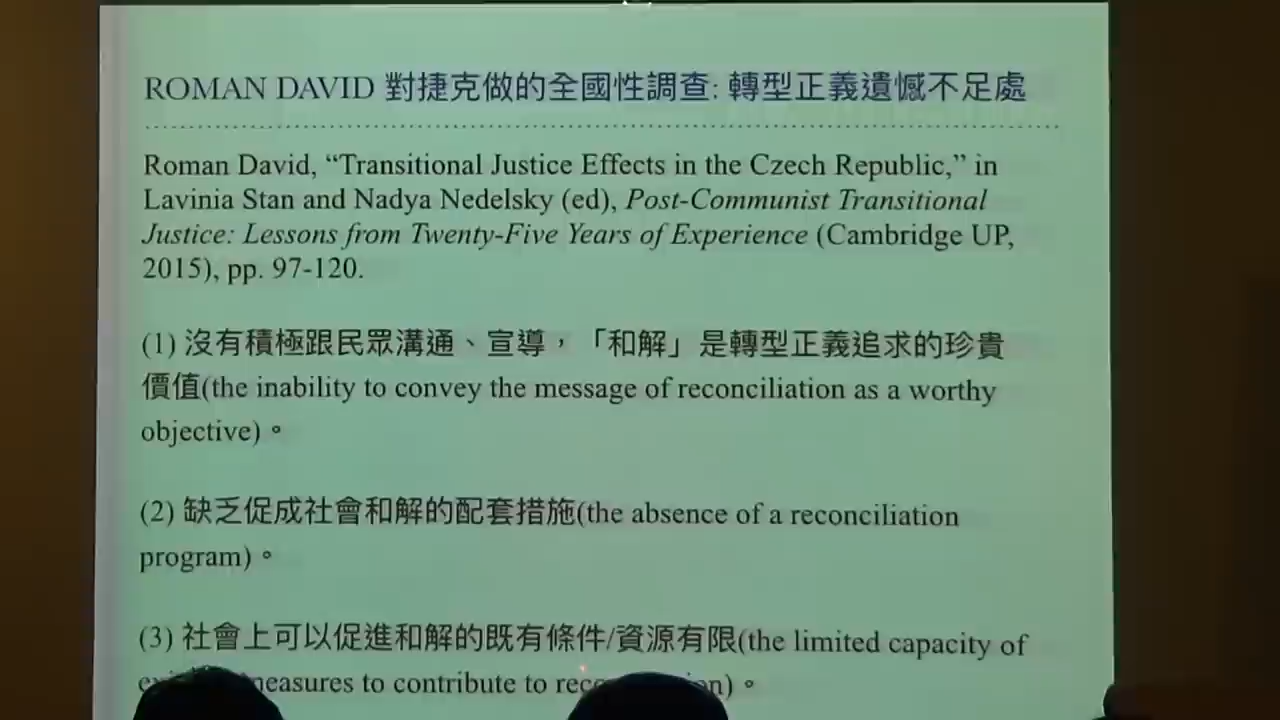 ROMAN DAVID 對捷克做的全國性調查: 轉型正義遺憾不足處
Roman David, “Transitional Justice Effects in the Czech Republic,” in
Lavinia Stan and Nadya Nedelsky (ed), Post-Communist Transitional
Justice: Lessons from Twenty-Five Years of Experience (Cambridge UP,
2015), pp. 97-120.
(1) 沒有積極跟民眾溝通、宣導，「和解」是轉型正義追求的珍貴
價值(the inability to convey the message of reconciliation as a worthy
objective)。
(2) 缺乏促成社會和解的配套措施(the absence of a reconciliation
program)。
(3) 社會上可以促進和解的既有條件/資源有限(the limited capacity of
measures to contribute to